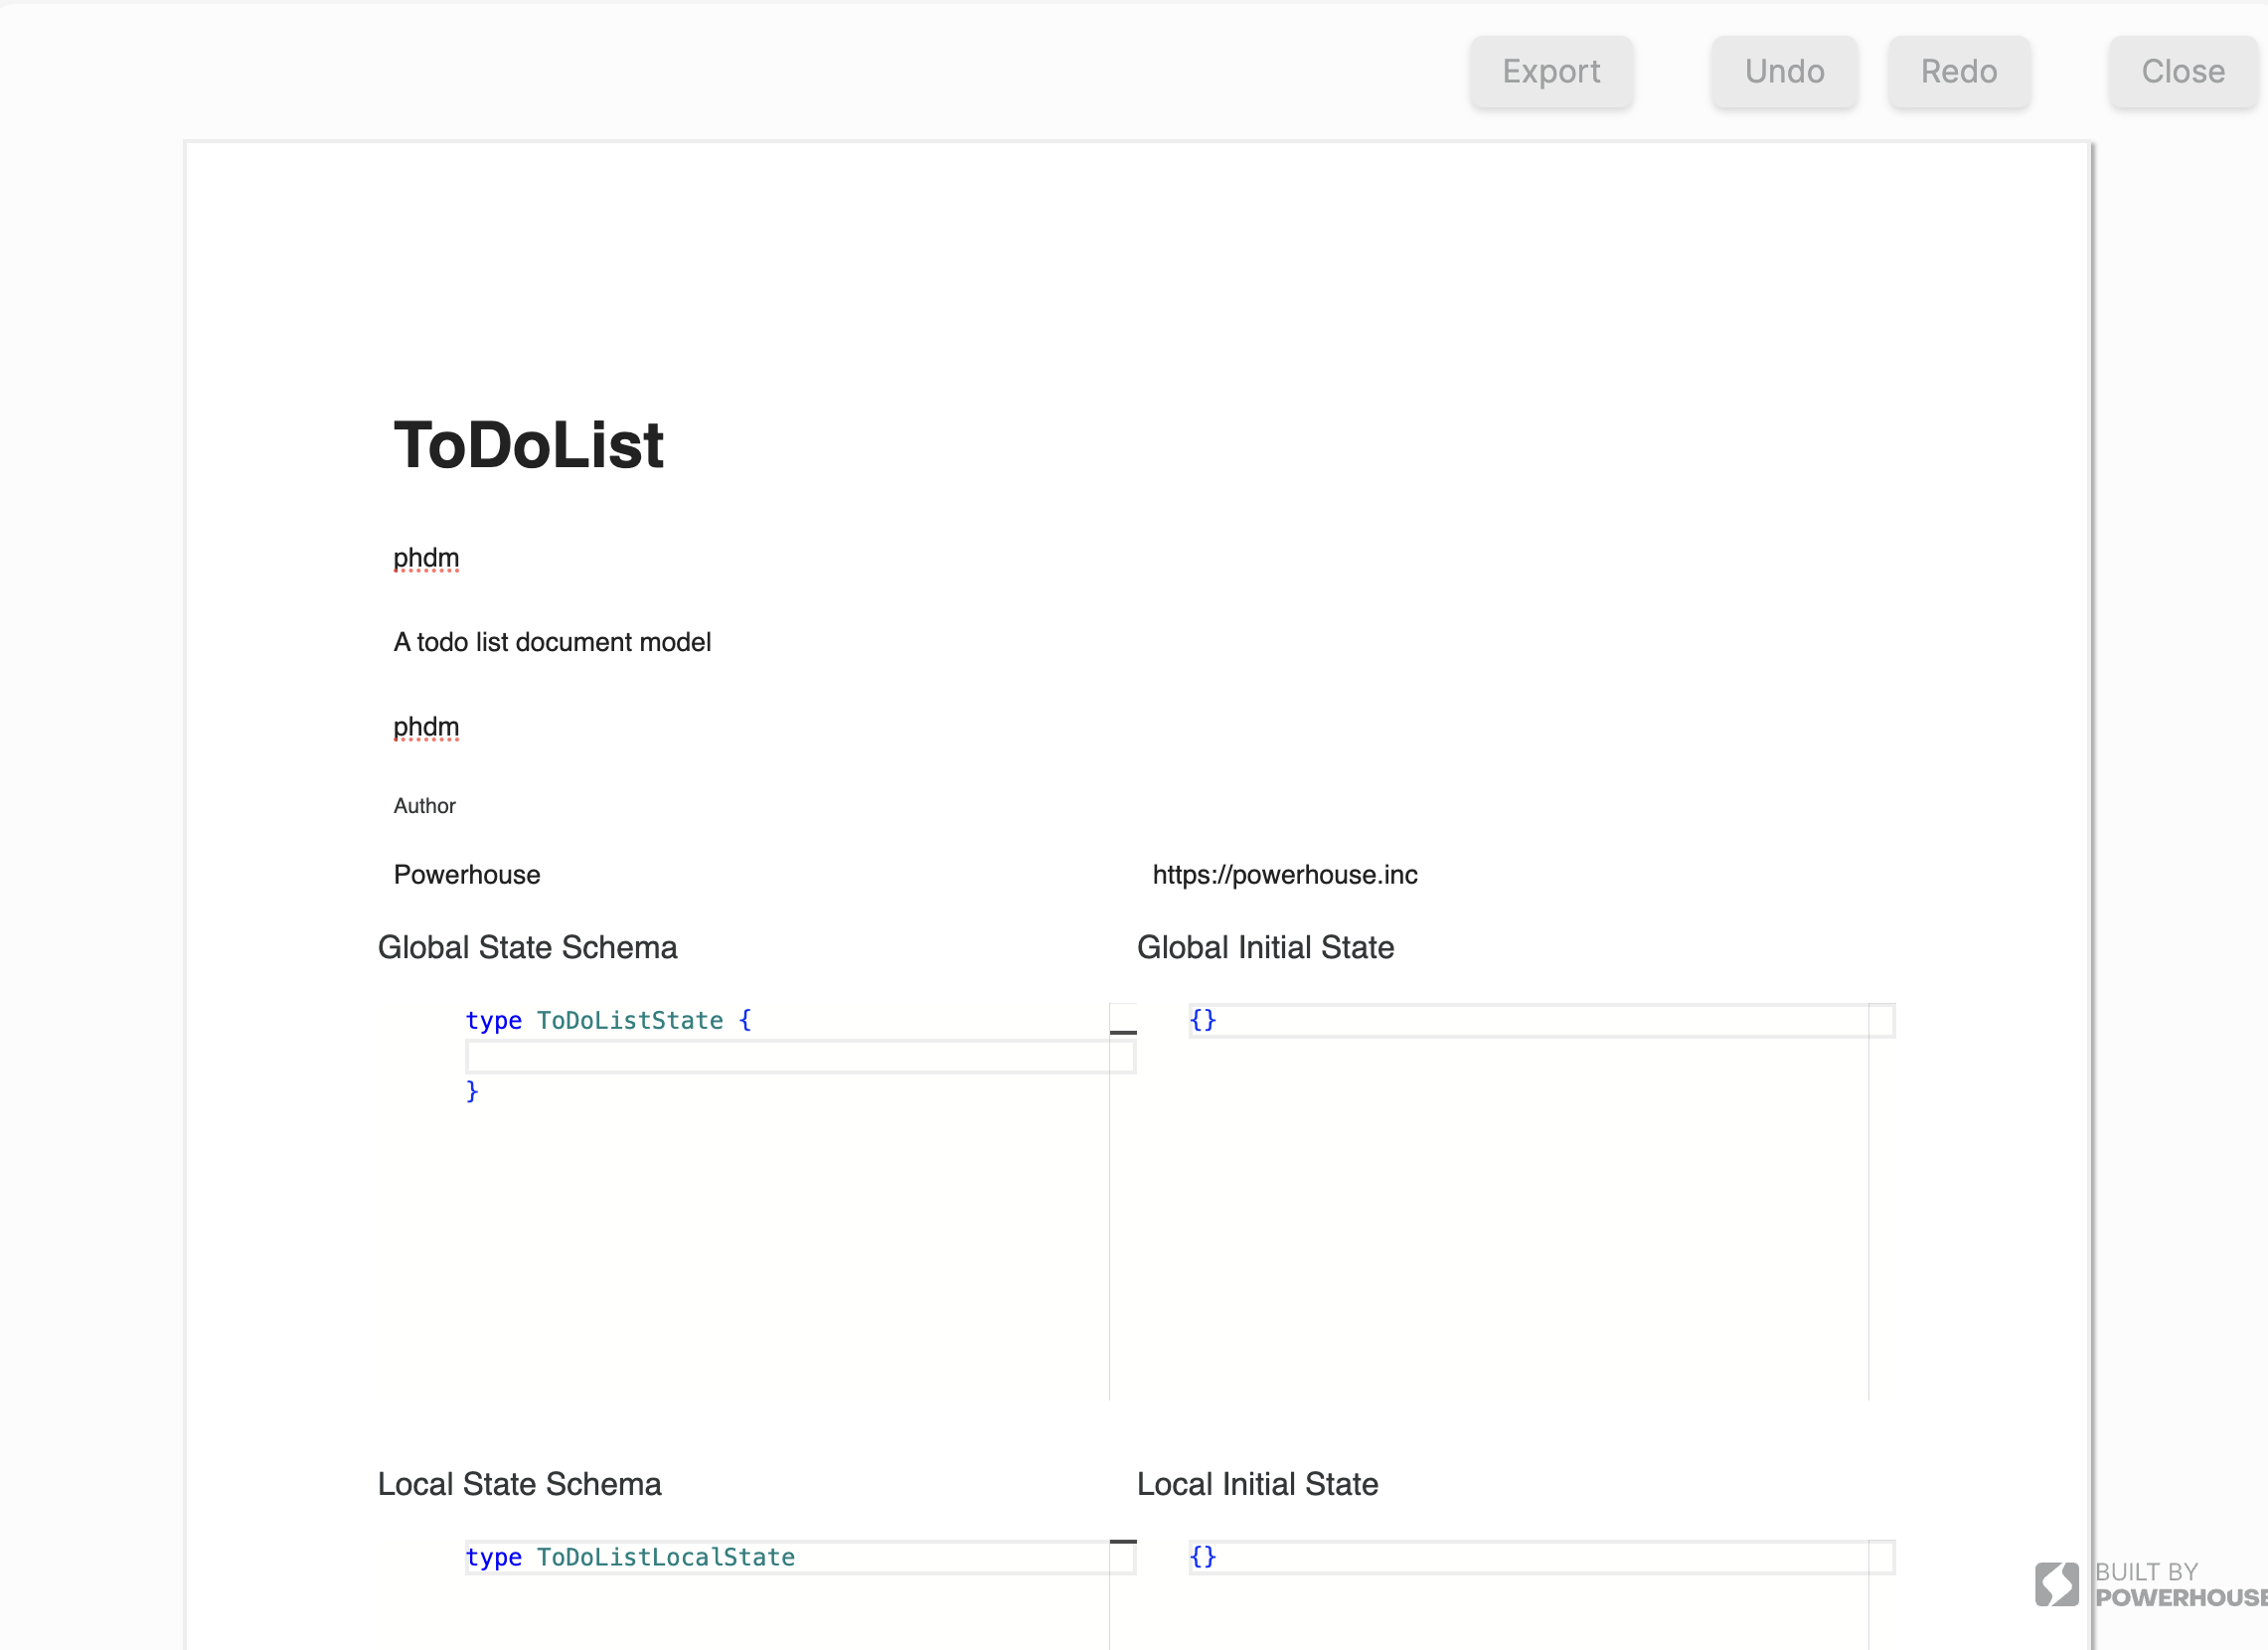 Export Undo Redo Close
ToDoList
phdm
A todo list document model
phdm
Author
Powerhouse https://powerhouse.inc
Global State Schema Global Initial State
type ToDoListState { {}
}
Local State Schema Local Initial State
type ToDoListLocalState {}
BUILT BY
POWERHOUSE